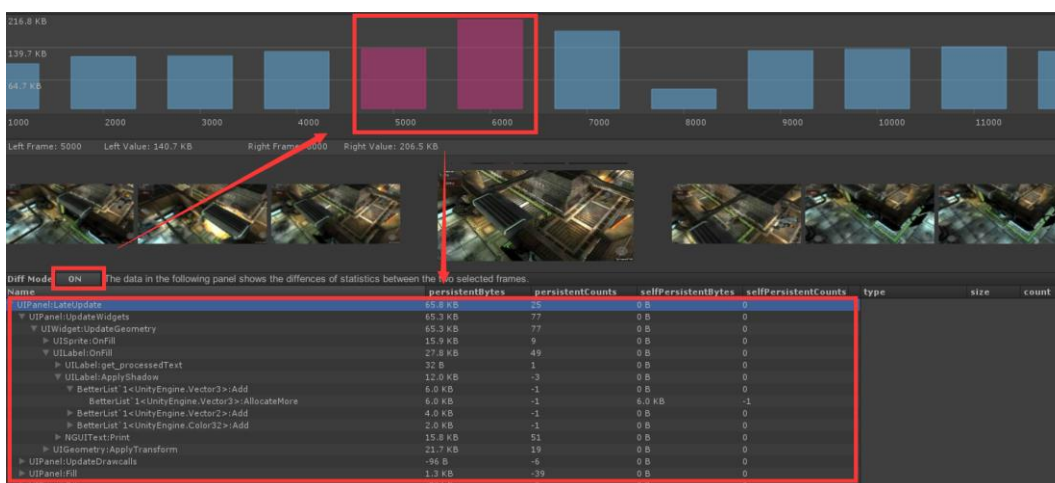 216.8 KB
139.7 KB
64.7 KB
1000 2000 3000 4000 5000 6000 7000 8000 9000 10000 11000
Left Frame: 5000 Left Value: 140.7 KB Right Frame: 6000 Right Value: 206.5 KB
Diff Mode ON The data in the following panel shows the diffences of statistics between the two selected frames.
Name persistentBytes persistentCounts selfPersistentBytes selfPersistentCounts type size count
UIPanel:LateUpdate 65.8 KB 25 0 B 0
UIPanel:UpdateWidgets 65.3 KB 77 0 B 0
UIWidget:UpdateGeometry 65.3 KB 77 0 B 0
UISprite:OnFill 15.9 KB 9 0 B 0
UILabel:OnFill 27.8 KB 49 0 B 0
UILabel:get_processedText 32 B 1 0 B 0
UILabel:ApplyShadow 12.0 KB -3 0 B 0
BetterList`1<UnityEngine.Vector3>:Add 6.0 KB -1 0 B 0
BetterList`1<UnityEngine.Vector3>:AllocateMore 6.0 KB -1 6.0 KB -1
BetterList`1<UnityEngine.Vector2>:Add 4.0 KB -1 0 B 0
BetterList`1<UnityEngine.Color32>:Add 2.0 KB -1 0 B 0
NGUIText:Print 15.8 KB 51 0 B 0
UIGeometry:ApplyTransform 21.7 KB 19 0 B 0
UIPanel:UpdateDrawcalls -96 B -6 0 B 0
UIPanel:Fill 1.3 KB -39 0 B 0